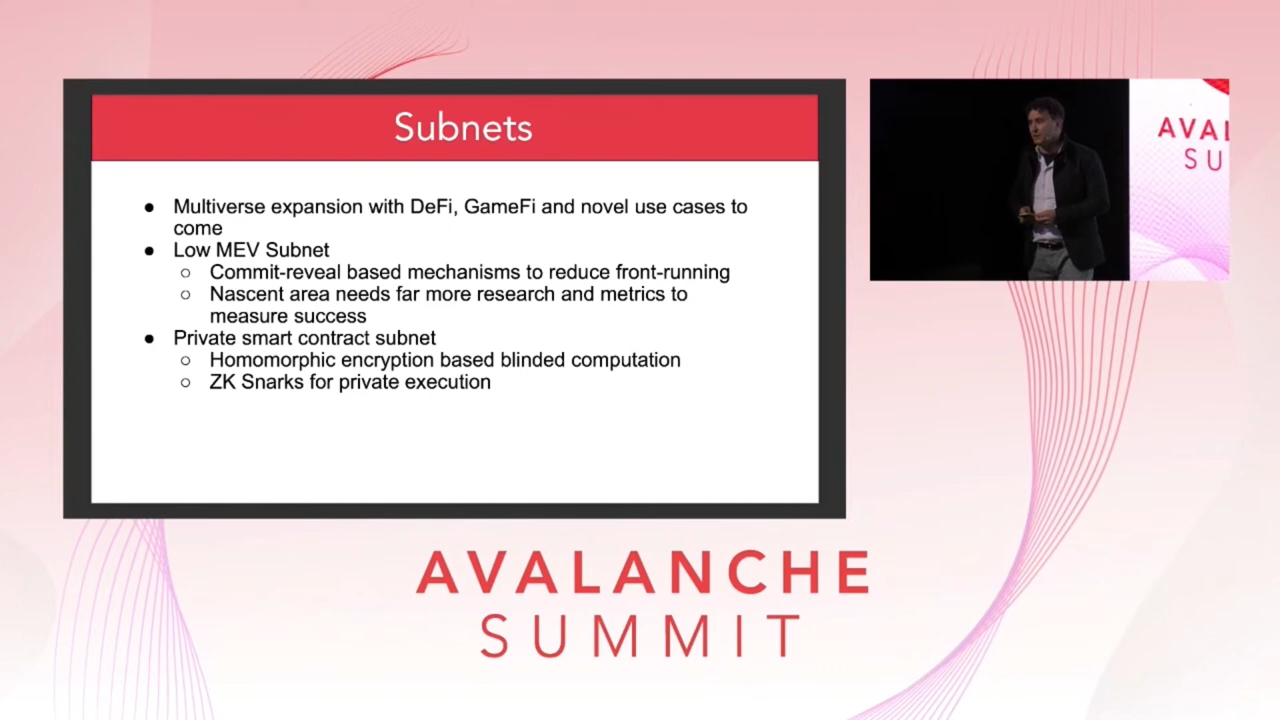 Subnets
● Multiverse expansion with DeFi, GameFi and novel use cases to
come
● Low MEV Subnet
○ Commit-reveal based mechanisms to reduce front-running
○ Nascent area needs far more research and metrics to
measure success
● Private smart contract subnet
○ Homomorphic encryption based blinded computation
○ ZK Snarks for private execution
AVAL
SU
AVALANCHE
SUMMIT